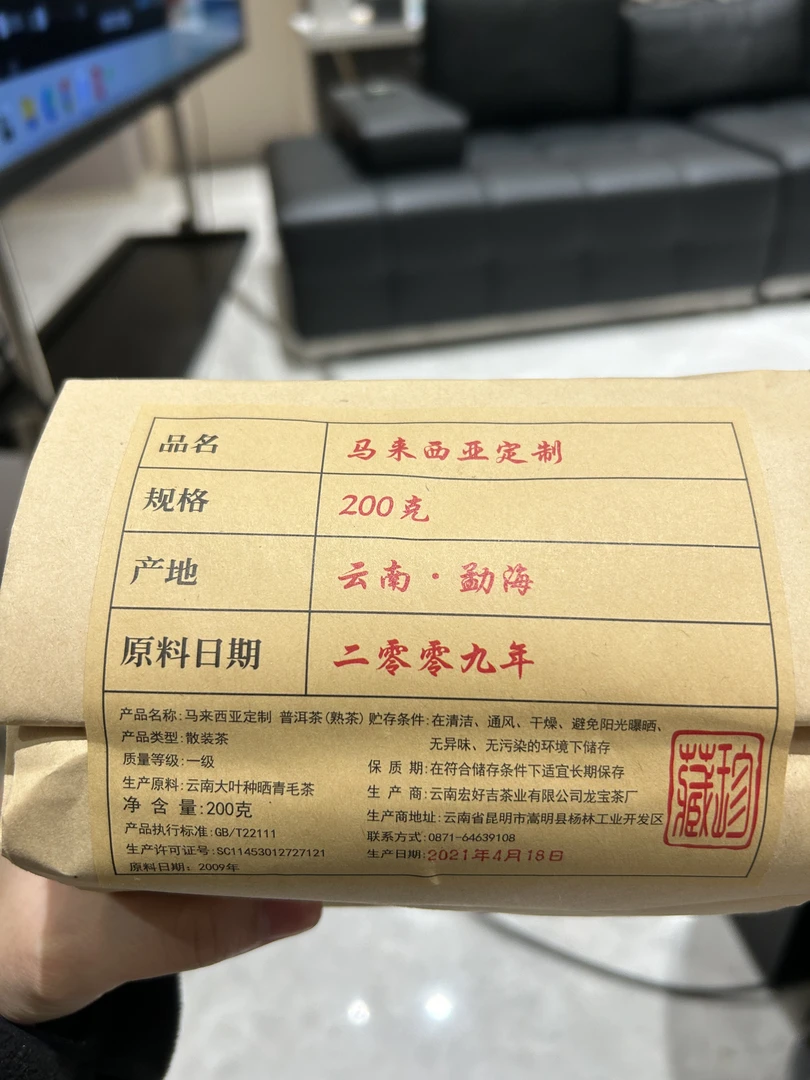 品名 马来西亚定制
规格 200克
产地 云南·勐海
原料日期 二零零九年
产品名称:马来西亚定制 普洱茶(熟茶)
产品类型:散装茶
质量等级:一级
生产原料:云南大叶种晒青毛茶
净含量:200克
产品执行标准:GB/T22111
生产许可证号:SC11453012727121
原料日期:2009年
贮存条件:在清洁、通风、干燥、避免阳光曝晒、
无异味、无污染的环境下储存
保质期:在符合储存条件下适宜长期保存
生产商:云南宏好吉茶业有限公司龙宝茶厂
生产商地址:云南省昆明市嵩明县杨林工业开发区
联系方式:0871-64639108
生产日期:2021年4月18日
珍藏